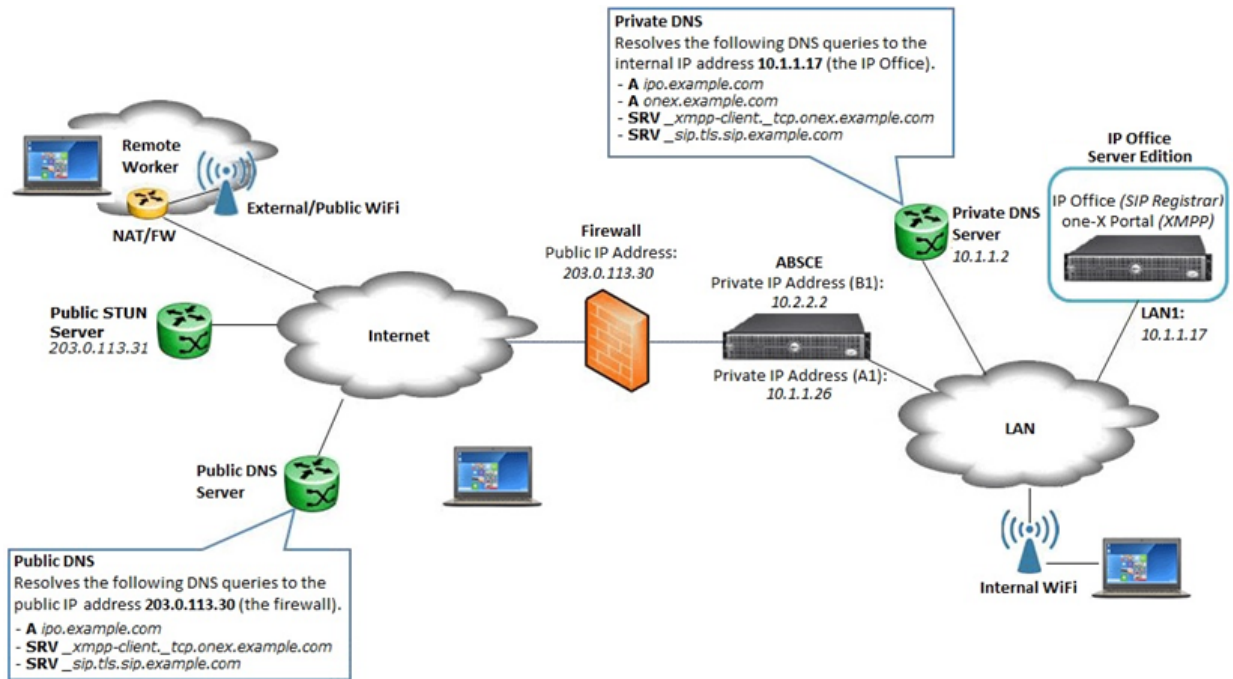 Private DNS
Resolves the following DNS queries to the
internal IP address 10.1.1.17 (the IP Office).
- A ipo.example.com
- A onex.example.com
- SRV _xmpp-client._tcp.onex.example.com
- SRV _sip.tls.sip.example.com
Remote
Worker
External/Public WiFi
NAT/FW
IP Office
Server Edition
IP Office (SIP Registrar)
one-X Portal (XMPP)
Private DNS
Server
10.1.1.2
Firewall
Public IP Address:
203.0.113.30
ABSCE
Private IP Address (B1):
10.2.2.2
Public STUN
Server
203.0.113.31
Internet
LAN1:
10.1.1.17
Private IP Address (A1):
10.1.1.26
LAN
Public DNS
Server
Public DNS
Resolves the following DNS queries to the
public IP address 203.0.113.30 (the firewall).
- A ipo.example.com
- SRV _xmpp-client._tcp.onex.example.com
- SRV _sip.tls.sip.example.com
Internal WiFi